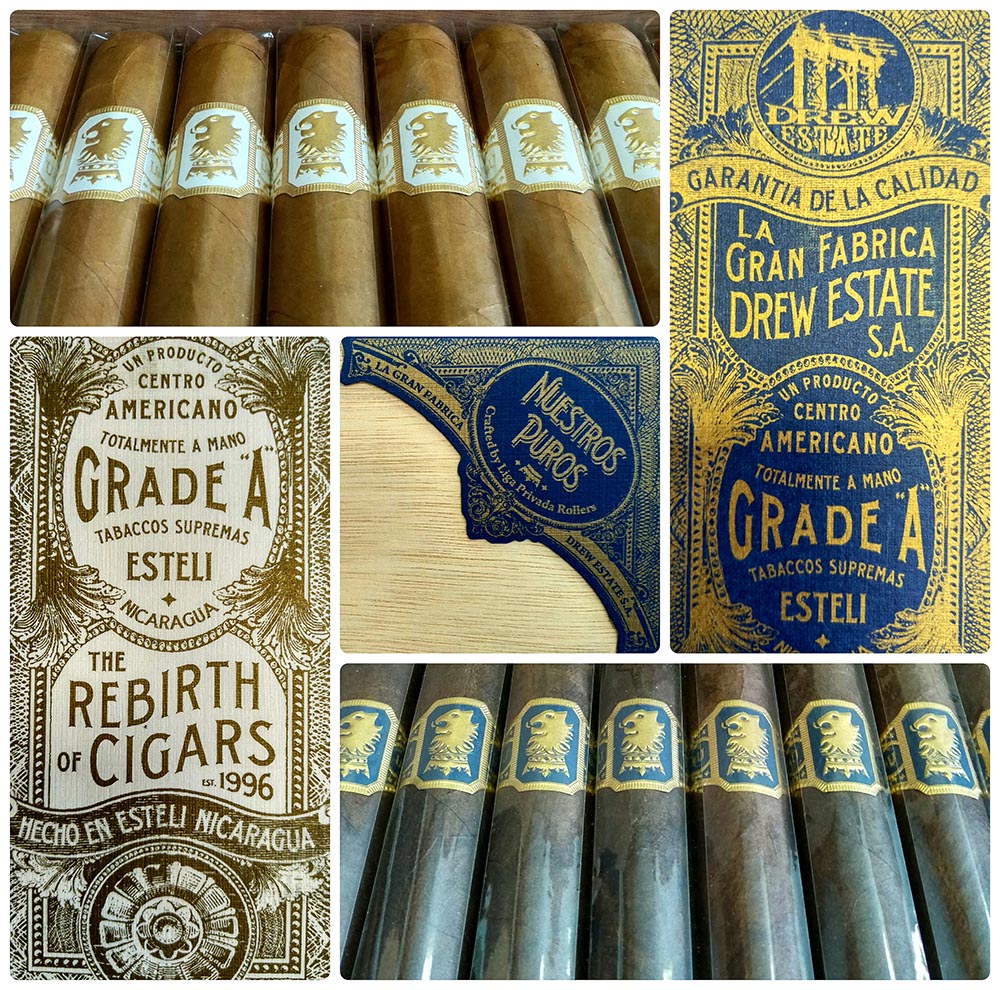 DREW
ESTATE
GARANTIA DE LA CALIDAD
LA
GRAN FABRICA
DREW ESTATE
S.A.
UN PRODUCTO
CENTRO
AMERICANO
TOTALMENTE A MANO
GRADE "A"
TABACCOS SUPREMAS
ESTELI
UN PRODUCTO
CENTRO
AMERICANO
TOTALMENTE A MANO
GRADE "A"
TABACCOS SUPREMAS
ESTELI
NICARAGUA
THE
REBIRTH
OF CIGARS
EST. 1996
HECHO EN ESTELI NICARAGUA
LA GRAN FABRICA
NUESTROS
PUROS
Crafted by Liga Privada Rollers
DREW ESTATE S.A.